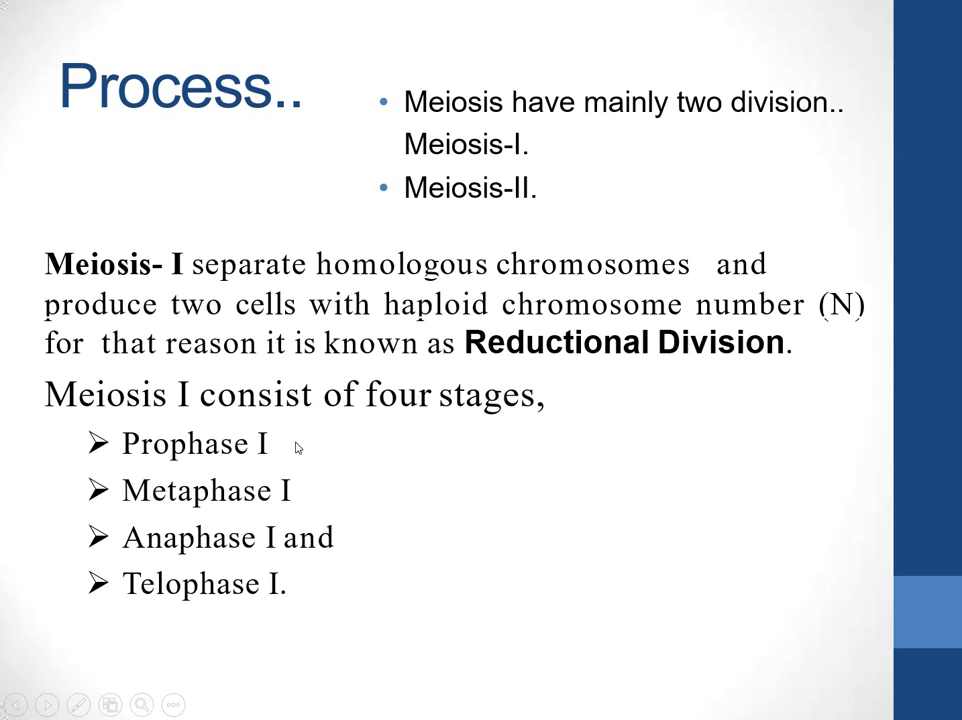 Process..
• Meiosis have mainly two division..
Meiosis-I.
• Meiosis-II.
Meiosis- I separate homologous chromosomes and
produce two cells with haploid chromosome number (N)
for that reason it is known as Reductional Division.
Meiosis I consist of four stages,
➢ Prophase I
➢ Metaphase I
➢ Anaphase I and
➢ Telophase I.